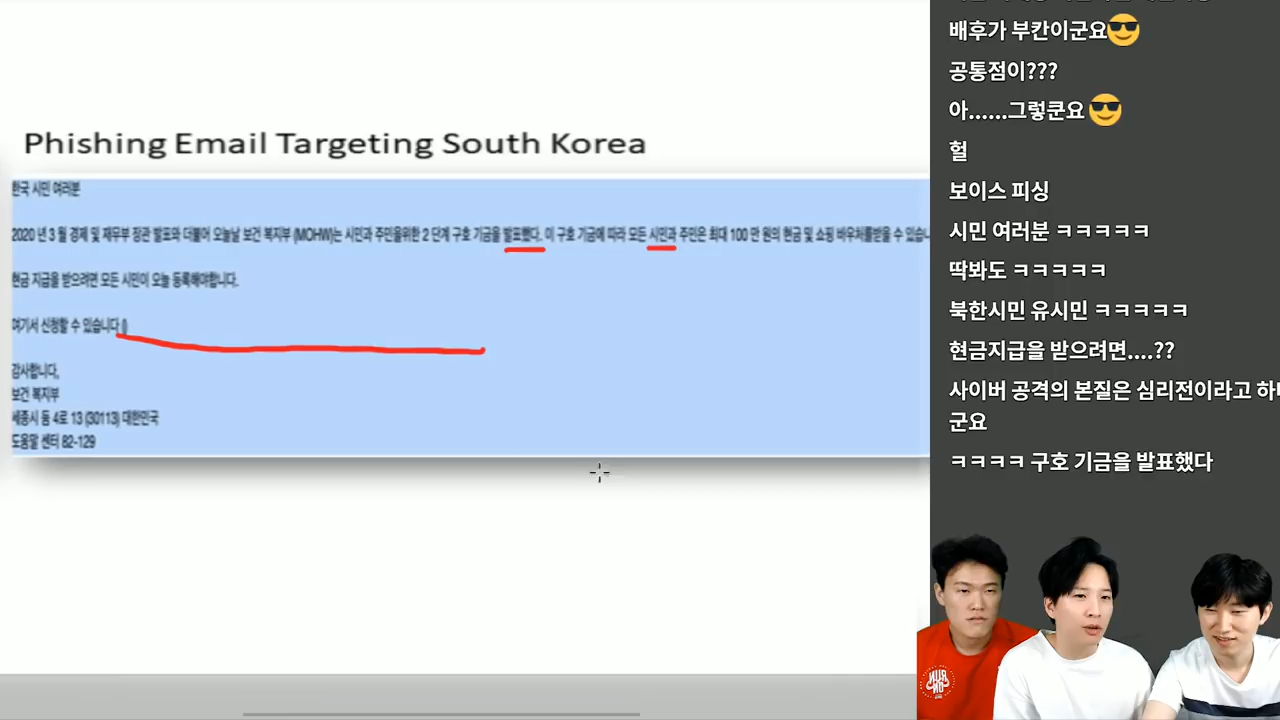 Phishing Email Targeting South Korea
한국 시민 여러분
2020 년 3 월 경제 및 재무부 장관 발표와 더불어 오늘날 보건 복지부 (MOHW)는 시민과 주민을위한 2 단계 구호 기금을 발표했다. 이 구호 기금에 따라 모든 시민과 주민은 최대 100 만 원의 현금 및 쇼핑 바우처를받을 수 있습니
현금 지급을 받으려면 모든 시민이 오늘 등록해야합니다.
여기서 신청할 수 있습니다 ()
감사합니다,
보건 복지부
세종시 돔 4로 13 (30113) 대한민국
도움말 센터 82-129
배후가 부칸이군요😎
공통점이???
아......그렇쿤요 😎
헐
보이스 피싱
시민 여러분 ㅋㅋㅋㅋㅋ
딱봐도 ㅋㅋㅋㅋㅋ
북한시민 유시민 ㅋㅋㅋㅋㅋ
현금지급을 받으려면....??
사이버 공격의 본질은 심리전이라고 하
군요
ㅋㅋㅋㅋ 구호 기금을 발표했다